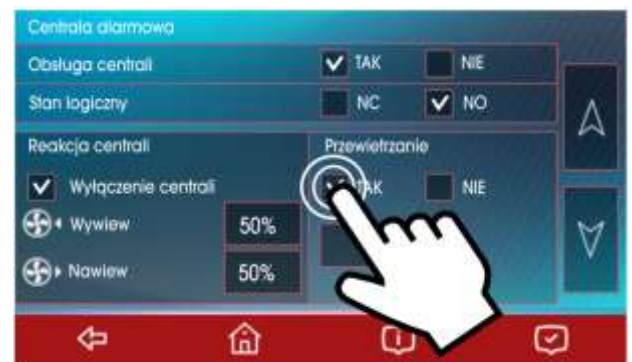 Centrala alarmowa
Obsługa centrali TAK NIE
Stan logiczny NC NO
Reakcja centrali Przewietrzanie
Wyłączenie centrali TAK NIE
Wywiew 50%
Nawiew 50%